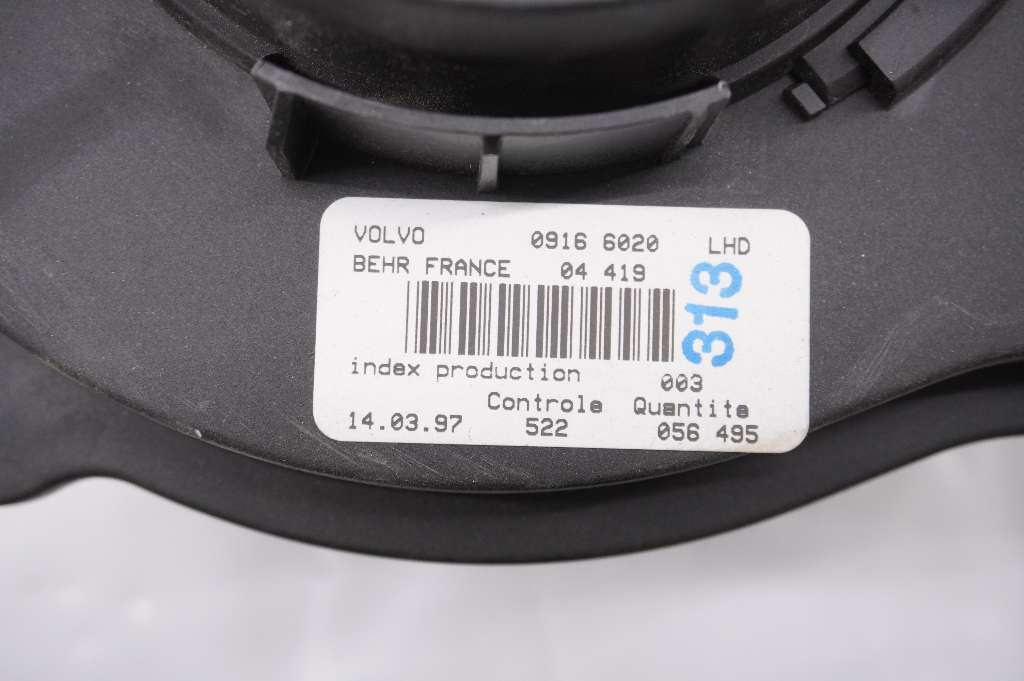 VOLVO 0916 6020 LHD
BEHR FRANCE 04 419
313
index production 003
Controle Quantite
14.03.97 522 056 495